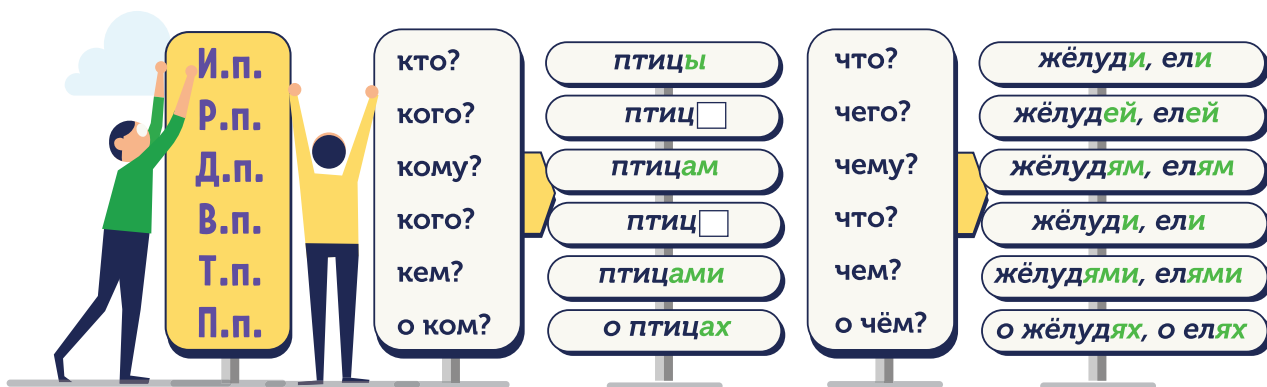 И.п.
Р.п.
Д.п.
В.п.
Т.п.
П.п.
кто?
кого?
кому?
кого?
кем?
о ком?
птицы
птиц
птицам
птиц
птицами
о птицах
что?
чего?
чему?
что?
чем?
о чём?
жёлуди, ели
жёлудей, елей
жёлудям, елям
жёлуди, ели
жёлудями, елями
о жёлудях, о елях